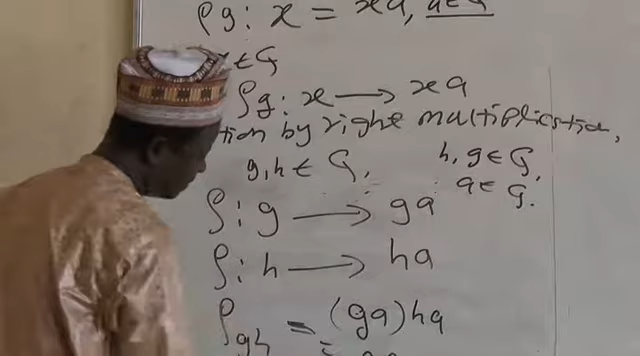 ρg: x = xa, a∈G
∈G
ρg: x → xa
tion by right multiplication,
g,h ∈ G, h,g ∈ G,
a ∈ G.
ρ: g → ga
ρ: h → ha
ρgh = (ga)ha
=